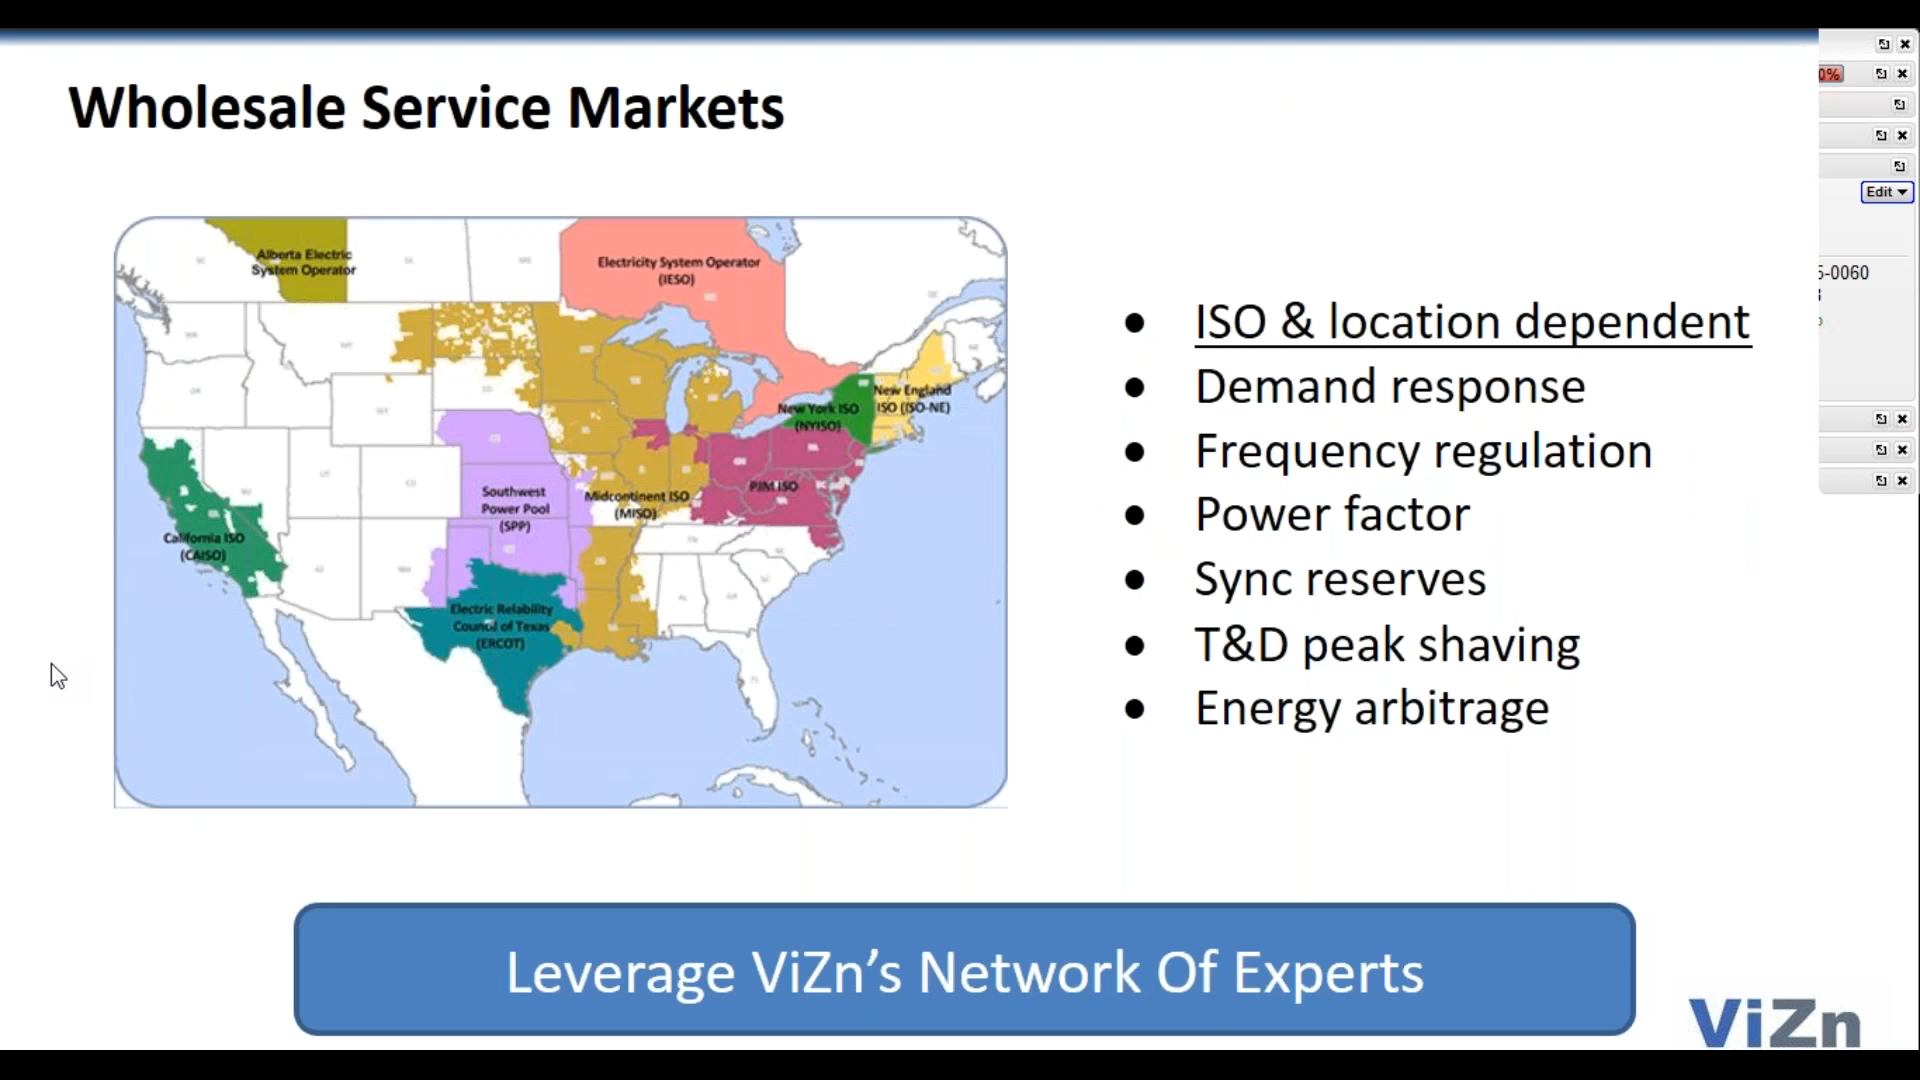 Wholesale Service Markets
Alberta Electric
System Operator
Electricity System Operator
(IESO)
New England
ISO (ISO-NE)
New York ISO
(NYISO)
PJM ISO
Midcontinent ISO
(MISO)
Southwest
Power Pool
(SPP)
California ISO
(CAISO)
Electric Relability
Council of Texas
(ERCOT)
● ISO & location dependent
● Demand response
● Frequency regulation
● Power factor
● Sync reserves
● T&D peak shaving
● Energy arbitrage
Leverage ViZn’s Network Of Experts
ViZn
0%
Edit
5-0060